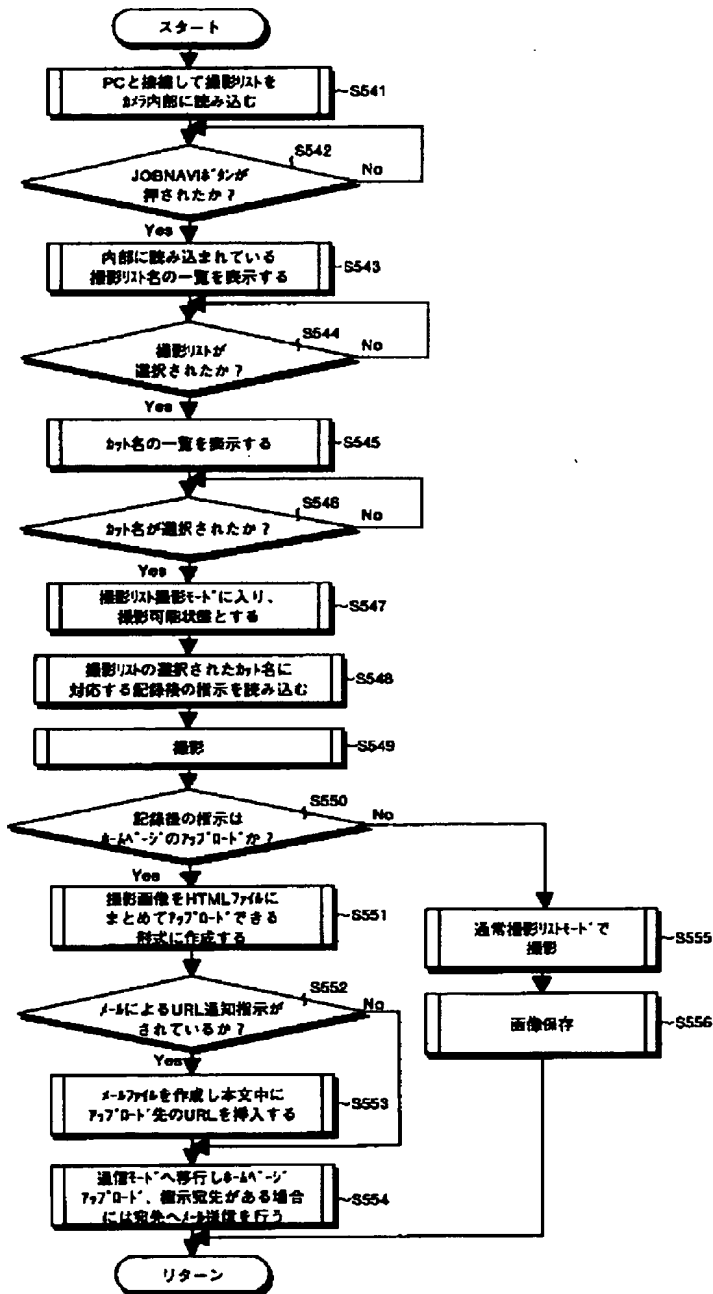 スタート
PCと接続して撮影ﾘｽﾄを
ｶﾒﾗ内部に読み込む
S541
S542
JOBNAVIﾎﾞﾀﾝが
押されたか？
No
Yes
内部に読み込まれている
撮影ﾘｽﾄ名の一覧を表示する
S543
S544
撮影ﾘｽﾄが
選択されたか？
No
Yes
ｶｯﾄ名の一覧を表示する
S545
S546
ｶｯﾄ名が選択されたか？
No
Yes
撮影ﾘｽﾄ撮影ﾓｰﾄﾞに入り、
撮影可能状態とする
S547
撮影ﾘｽﾄの選択されたｶｯﾄ名に
対応する記録後の指示を読み込む
S548
撮影
S549
S550
記録後の指示は
ﾎｰﾑﾍﾟｰｼﾞのｱｯﾌﾟﾛｰﾄﾞか？
No
Yes
撮影画像をHTMLﾌｧｲﾙに
まとめてｱｯﾌﾟﾛｰﾄﾞできる
形式に作成する
S551
通常撮影ﾘｽﾄﾓｰﾄﾞで
撮影
S555
S552
ﾒｰﾙによるURL通知指示が
されているか？
No
Yes
画像保存
S556
ﾒｰﾙﾌｧｲﾙを作成し本文中に
ｱｯﾌﾟﾛｰﾄﾞ先のURLを挿入する
S553
通信ﾓｰﾄﾞへ移行しﾎｰﾑﾍﾟｰｼﾞ
ｱｯﾌﾟﾛｰﾄﾞ、指示宛先がある場合
には宛先へﾒｰﾙ送信を行う
S554
リターン